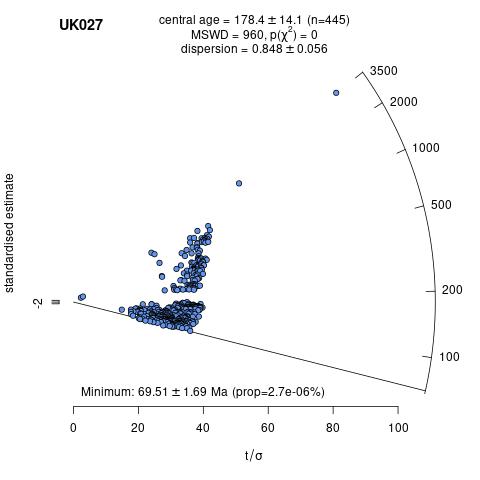 UK027
central age = 178.4 ± 14.1 (n=445)
MSWD = 960, p(χ²) = 0
dispersion = 0.848 ± 0.056
3500
2000
1000
500
200
100
standardised estimate
-2
Minimum: 69.51 ± 1.69 Ma (prop=2.7e-06%)
0 20 40 60 80 100
t/σ